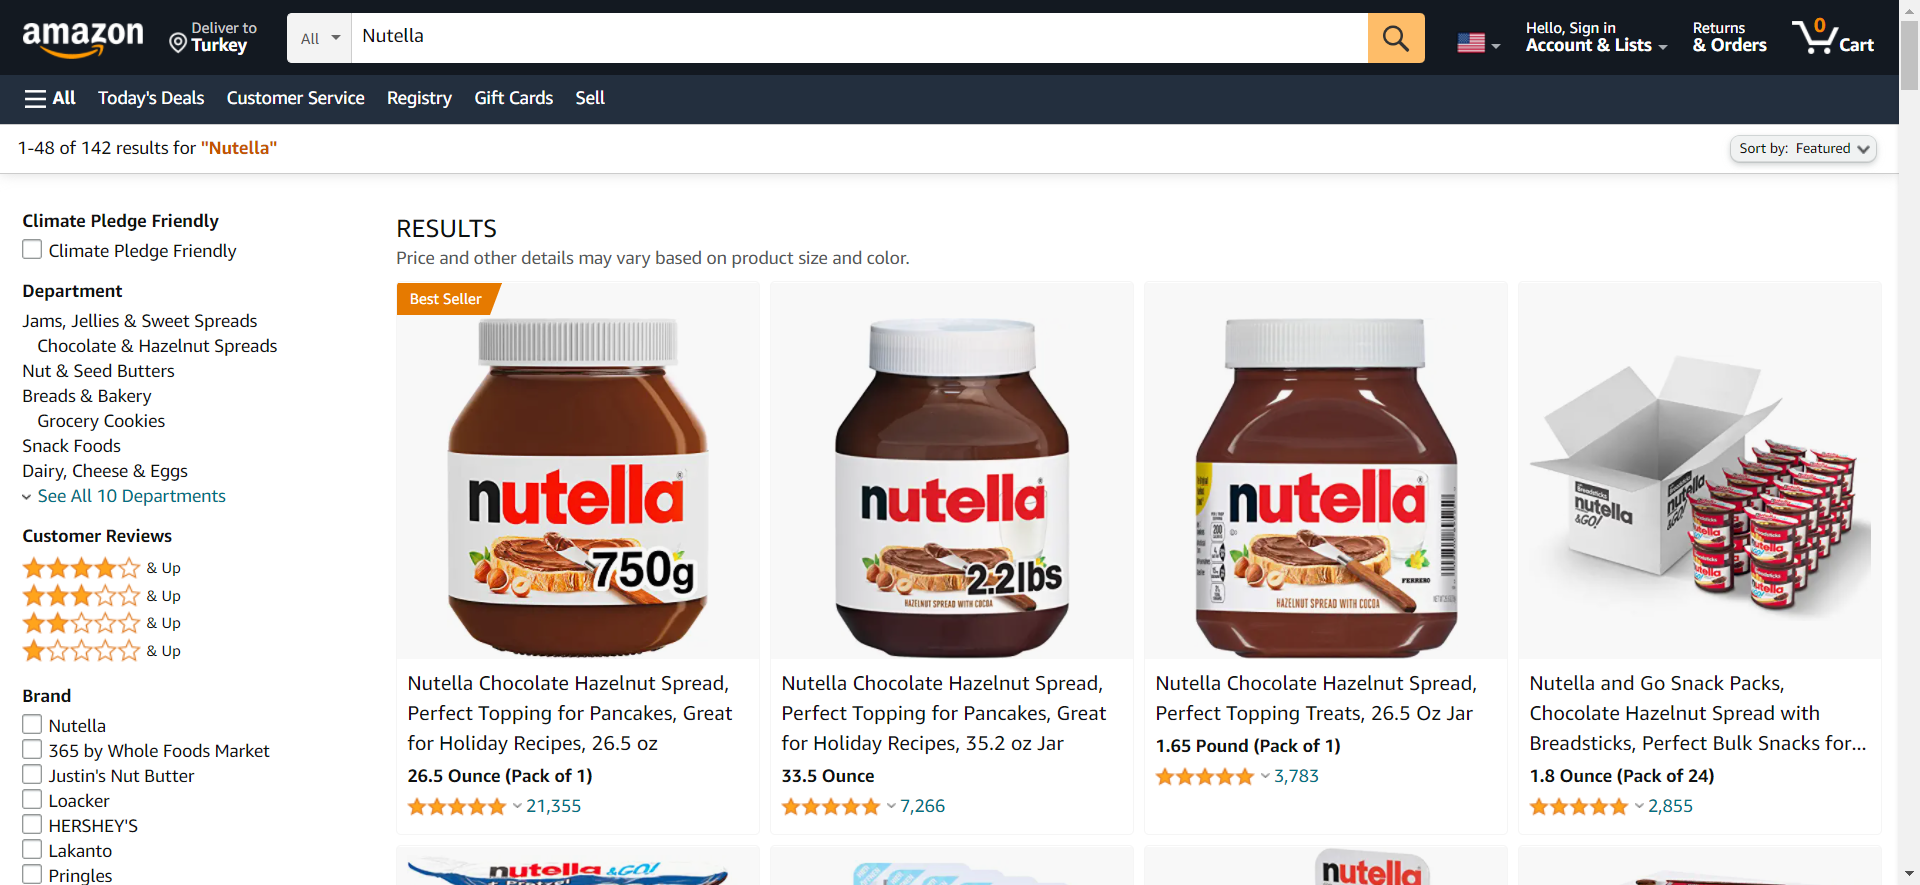 amazon
Deliver to
Turkey
All
Nutella
Hello, Sign in
Account & Lists
Returns
& Orders
0
Cart
All
Today's Deals
Customer Service
Registry
Gift Cards
Sell
1-48 of 142 results for "Nutella"
Sort by: Featured
Climate Pledge Friendly
Climate Pledge Friendly
Department
Jams, Jellies & Sweet Spreads
Chocolate & Hazelnut Spreads
Nut & Seed Butters
Breads & Bakery
Grocery Cookies
Snack Foods
Dairy, Cheese & Eggs
See All 10 Departments
Customer Reviews
& Up
& Up
& Up
& Up
Brand
Nutella
365 by Whole Foods Market
Justin's Nut Butter
Loacker
HERSHEY'S
Lakanto
Pringles
RESULTS
Price and other details may vary based on product size and color.
Best Seller
nutella
750g
Nutella Chocolate Hazelnut Spread,
Perfect Topping for Pancakes, Great
for Holiday Recipes, 26.5 oz
26.5 Ounce (Pack of 1)
21,355
nutella
2.2lbs
HAZELNUT SPREAD WITH COCOA
Nutella Chocolate Hazelnut Spread,
Perfect Topping for Pancakes, Great
for Holiday Recipes, 35.2 oz Jar
33.5 Ounce
7,266
nutella
200
FERRERO
HAZELNUT SPREAD WITH COCOA
Nutella Chocolate Hazelnut Spread,
Perfect Topping Treats, 26.5 Oz Jar
1.65 Pound (Pack of 1)
3,783
Breadsticks
nutella
&GO!
nutella
&GO!
nutella
nutella
nutella
nutella
Nutella and Go Snack Packs,
Chocolate Hazelnut Spread with
Breadsticks, Perfect Bulk Snacks for...
1.8 Ounce (Pack of 24)
2,855
nutella &GO!
nutella